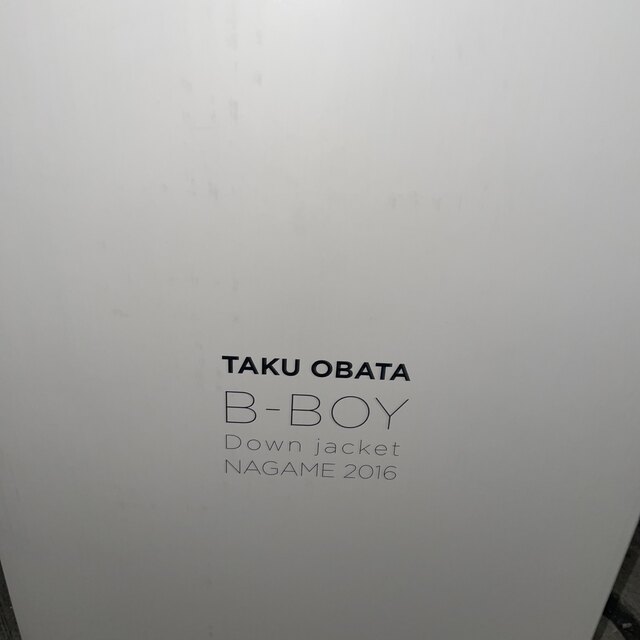 TAKU OBATA
B-BOY
Down jacket
NAGAME 2016